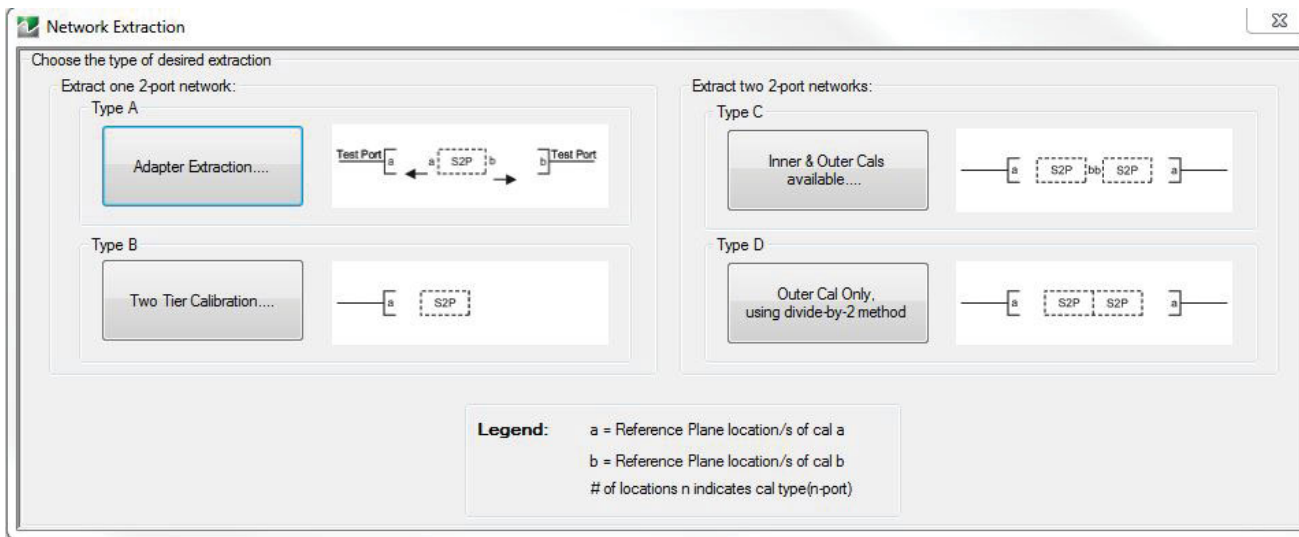 Network Extraction
Choose the type of desired extraction
Extract one 2-port network:
Type A
Adapter Extraction....
Test Port a a S2P b b Test Port
Type B
Two Tier Calibration....
a S2P
Extract two 2-port networks:
Type C
Inner & Outer Cals
available....
a S2P bb S2P a
Type D
Outer Cal Only,
using divide-by-2 method
a S2P S2P a
Legend: a = Reference Plane location/s of cal a
b = Reference Plane location/s of cal b
# of locations n indicates cal type(n-port)